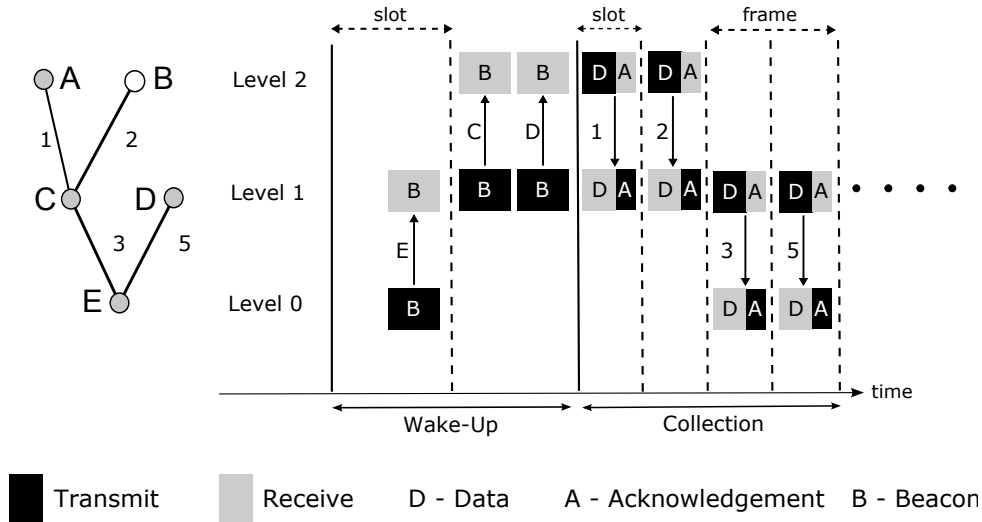 slot
slot
frame
A
B
1
2
C
D
3
5
E
Level 2
B
B
D A
D A
C
D
1
2
Level 1
B
B
B
D A
D A
D A
D A
E
3
5
Level 0
B
D A
D A
time
Wake-Up
Collection
Transmit
Receive
D - Data
A - Acknowledgement
B - Beacon